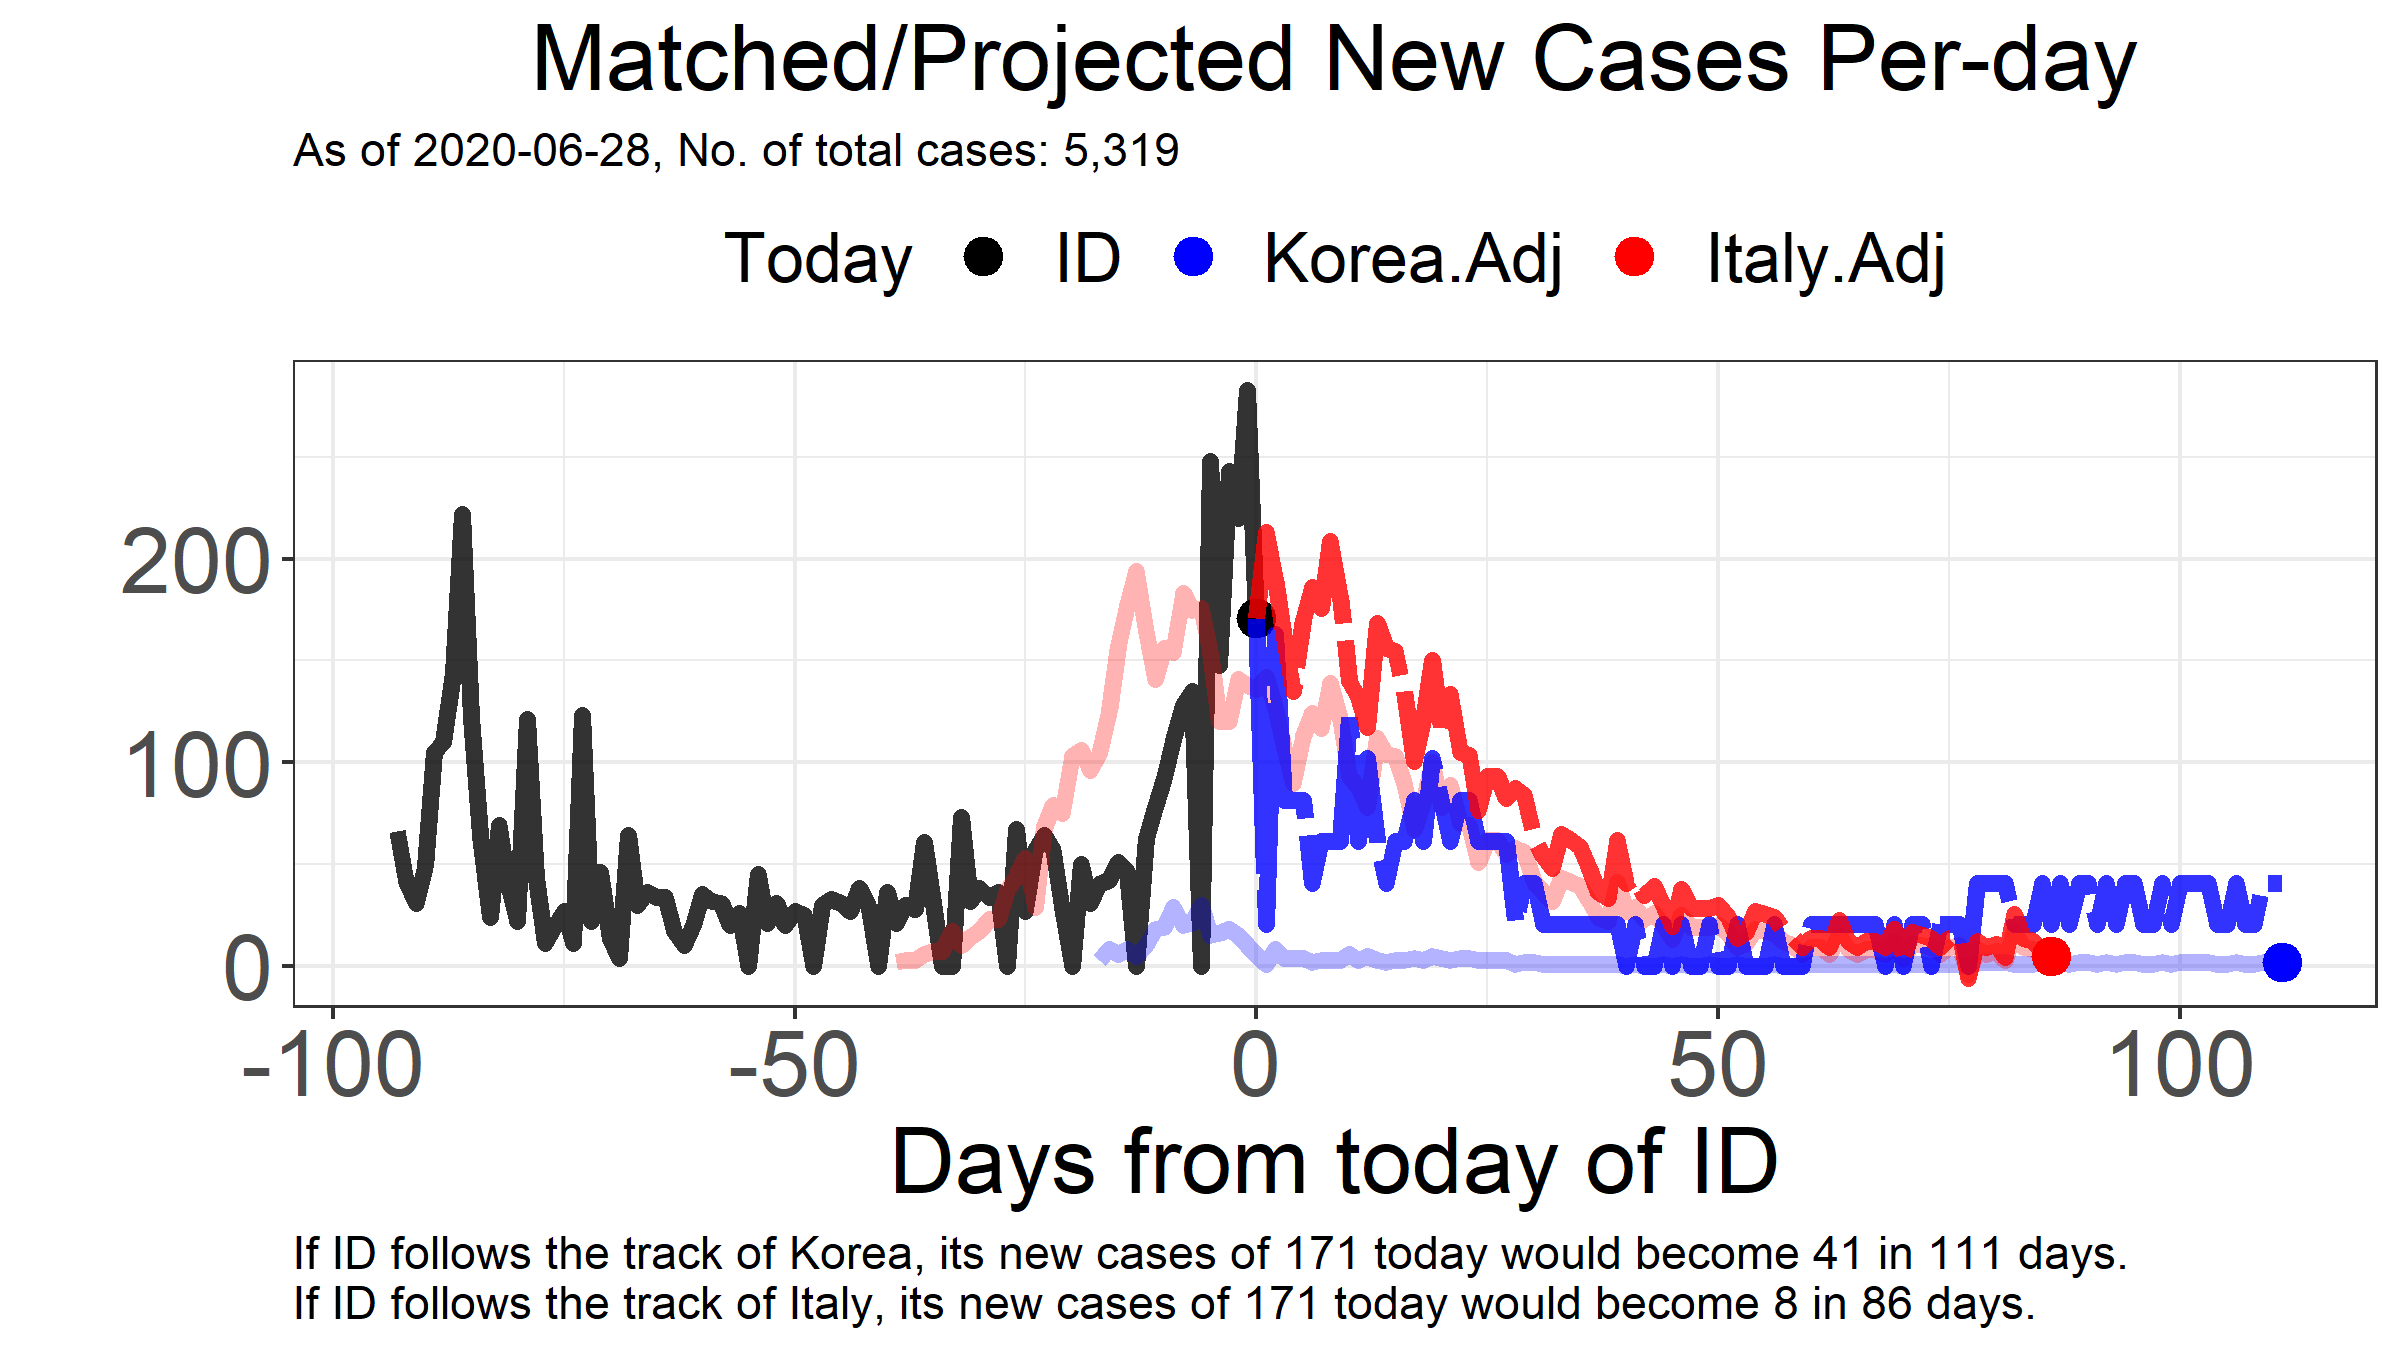 Matched/Projected New Cases Per-day
As of 2020-06-28, No. of total cases: 5,319
Today ID Korea.Adj Italy.Adj
200
100
0
-100 -50 0 50 100
Days from today of ID
If ID follows the track of Korea, its new cases of 171 today would become 41 in 111 days.
If ID follows the track of Italy, its new cases of 171 today would become 8 in 86 days.